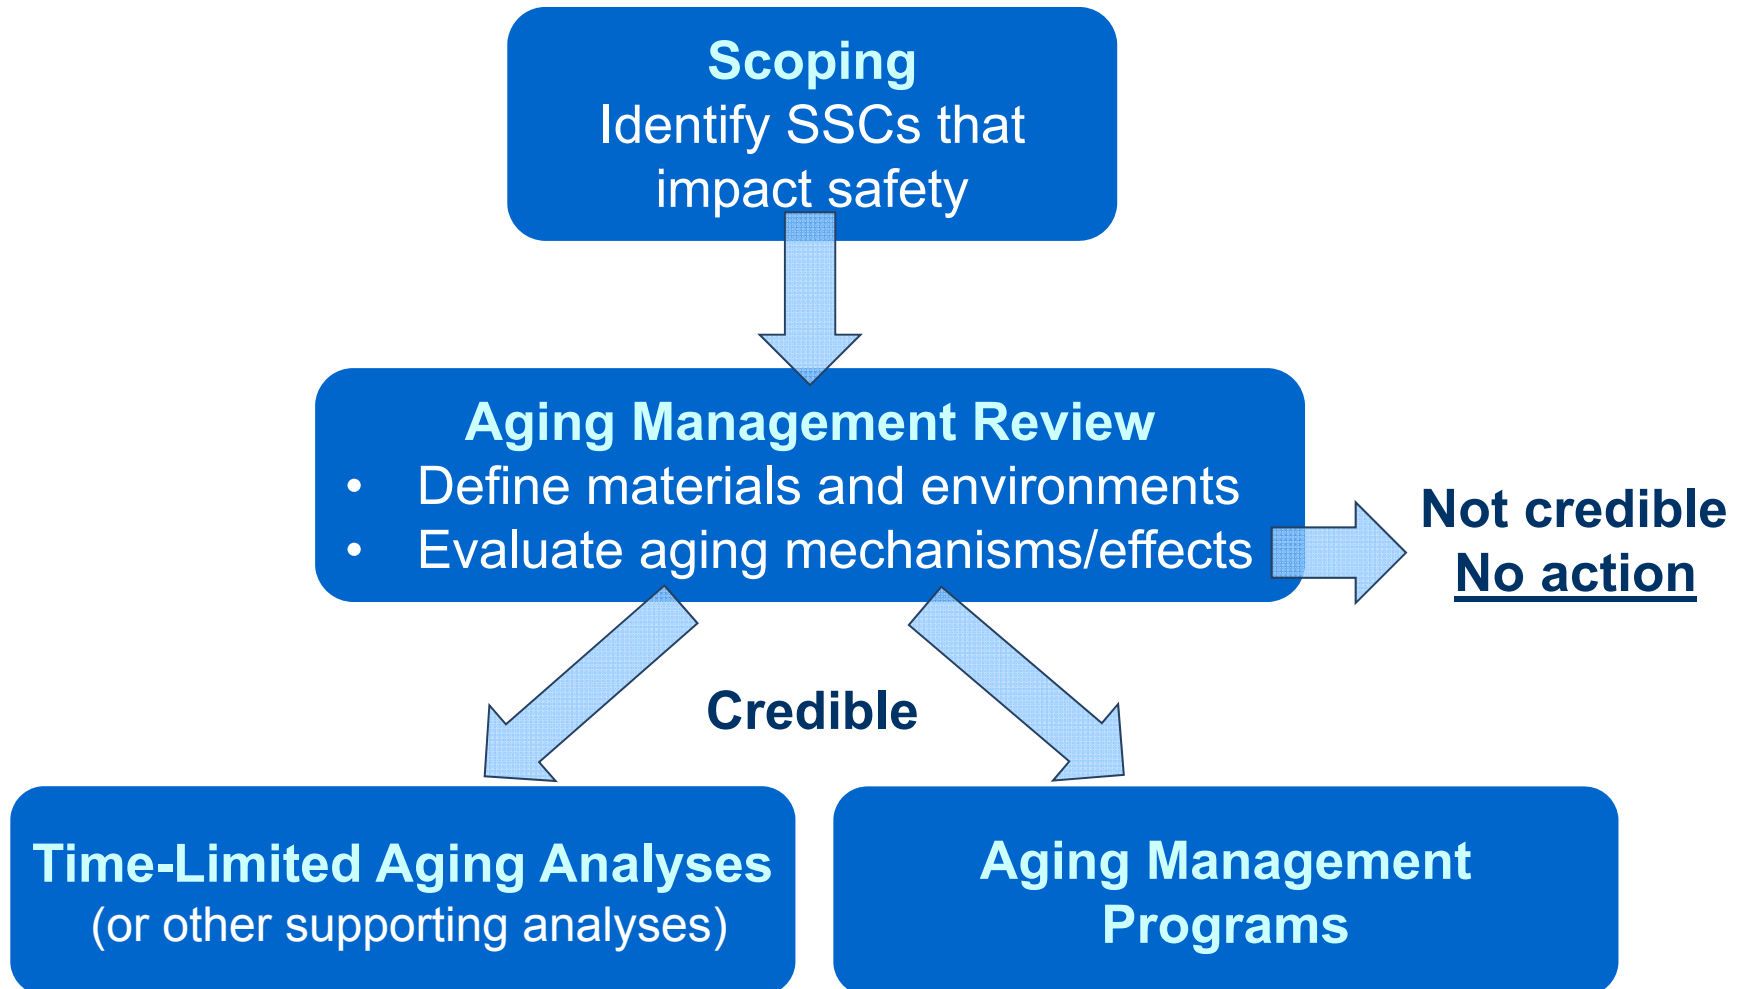 Scoping
Identify SSCs that
impact safety
Aging Management Review
• Define materials and environments
• Evaluate aging mechanisms/effects
Not credible
No action
Credible
Time-Limited Aging Analyses
(or other supporting analyses)
Aging Management
Programs